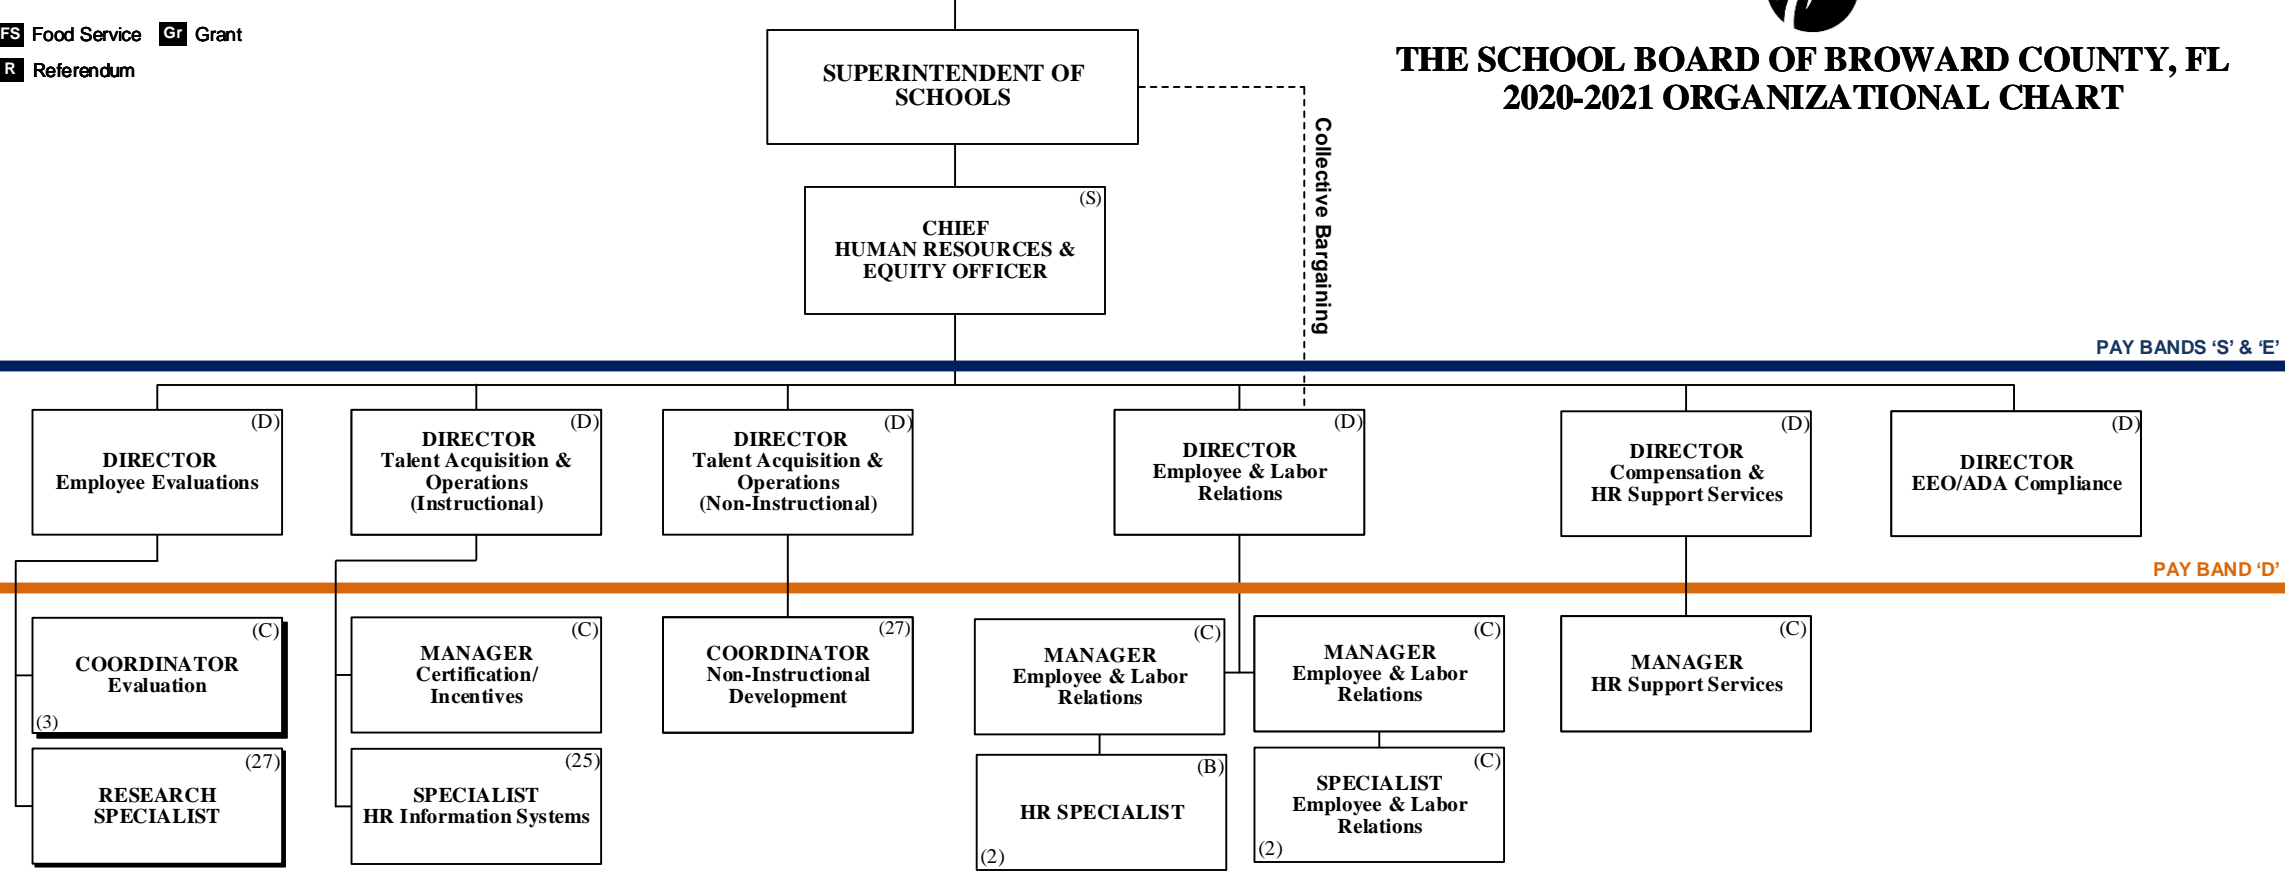 FS Food Service Gr Grant
R Referendum
THE SCHOOL BOARD OF BROWARD COUNTY, FL
2020-2021 ORGANIZATIONAL CHART
SUPERINTENDENT OF
SCHOOLS
Collective Bargaining
(S)
CHIEF
HUMAN RESOURCES &
EQUITY OFFICER
PAY BANDS ‘S’ & ‘E’
(D)
DIRECTOR
Employee Evaluations
(D)
DIRECTOR
Talent Acquisition &
Operations
(Instructional)
(D)
DIRECTOR
Talent Acquisition &
Operations
(Non-Instructional)
(D)
DIRECTOR
Employee & Labor
Relations
(D)
DIRECTOR
Compensation &
HR Support Services
(D)
DIRECTOR
EEO/ADA Compliance
PAY BAND ‘D’
(C)
COORDINATOR
Evaluation
(3)
(C)
MANAGER
Certification/
Incentives
(27)
COORDINATOR
Non-Instructional
Development
(C)
MANAGER
Employee & Labor
Relations
(C)
MANAGER
Employee & Labor
Relations
(C)
MANAGER
HR Support Services
(27)
RESEARCH
SPECIALIST
(25)
SPECIALIST
HR Information Systems
(B)
HR SPECIALIST
(2)
(C)
SPECIALIST
Employee & Labor
Relations
(2)